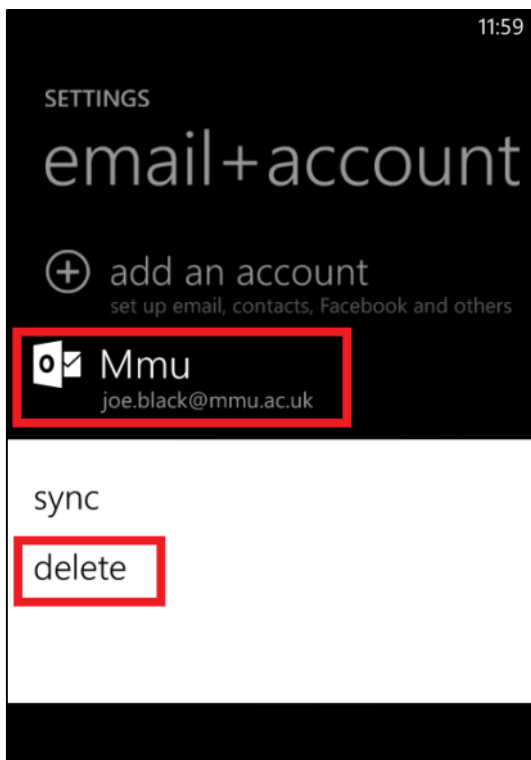 11:59
SETTINGS
email+account
add an account
set up email, contacts, Facebook and others
Mmu
joe.black@mmu.ac.uk
sync
delete